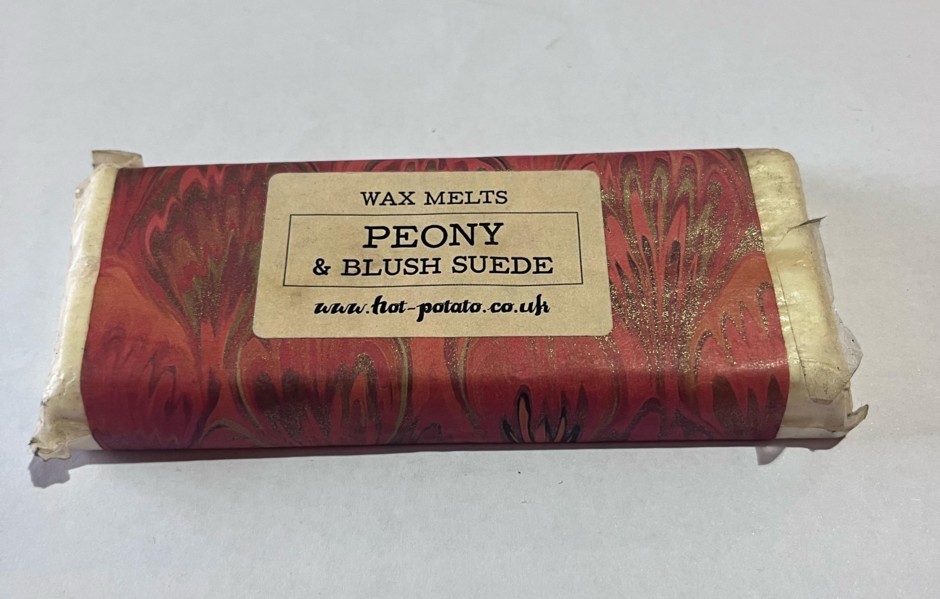 WAX MELTS
PEONY
& BLUSH SUEDE
www.hot-potato.co.uk